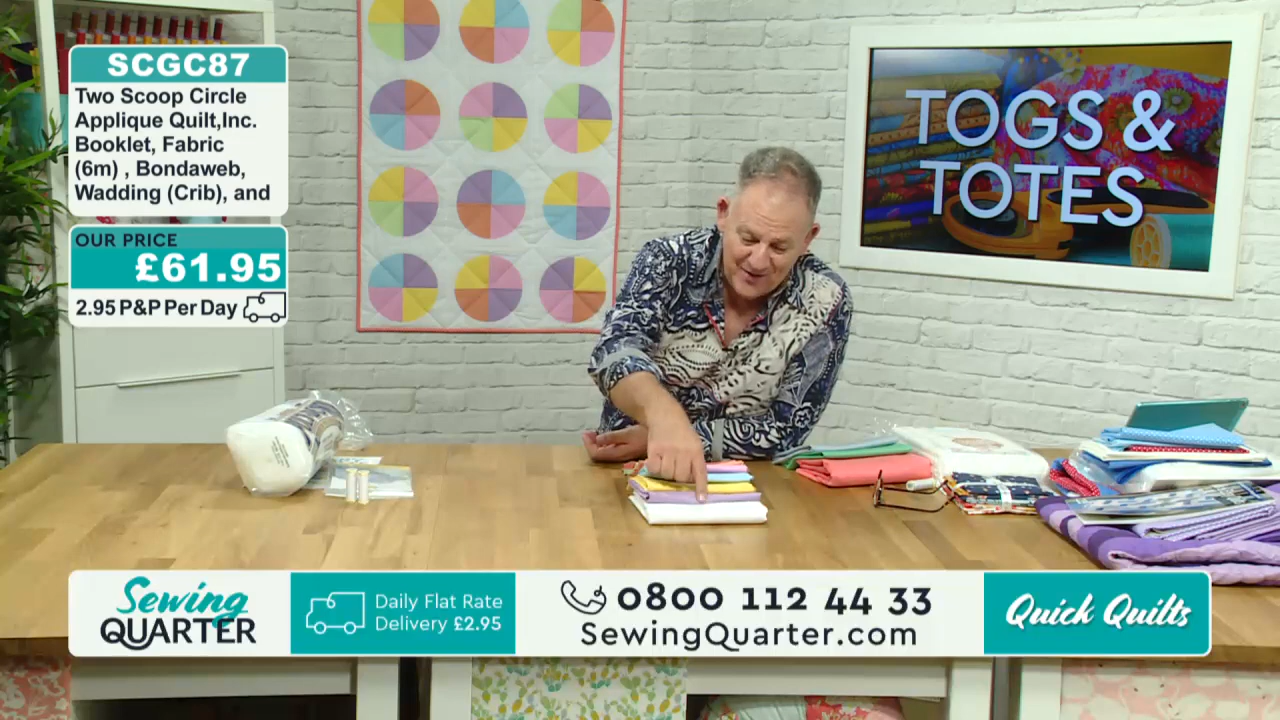 SCGC87
Two Scoop Circle
Applique Quilt,Inc.
Booklet, Fabric
(6m) , Bondaweb,
Wadding (Crib), and
OUR PRICE
£61.95
2.95 P&P Per Day
TOGS &
TOTES
Sewing
QUARTER
Daily Flat Rate
Delivery £2.95
0800 112 44 33
SewingQuarter.com
Quick Quilts